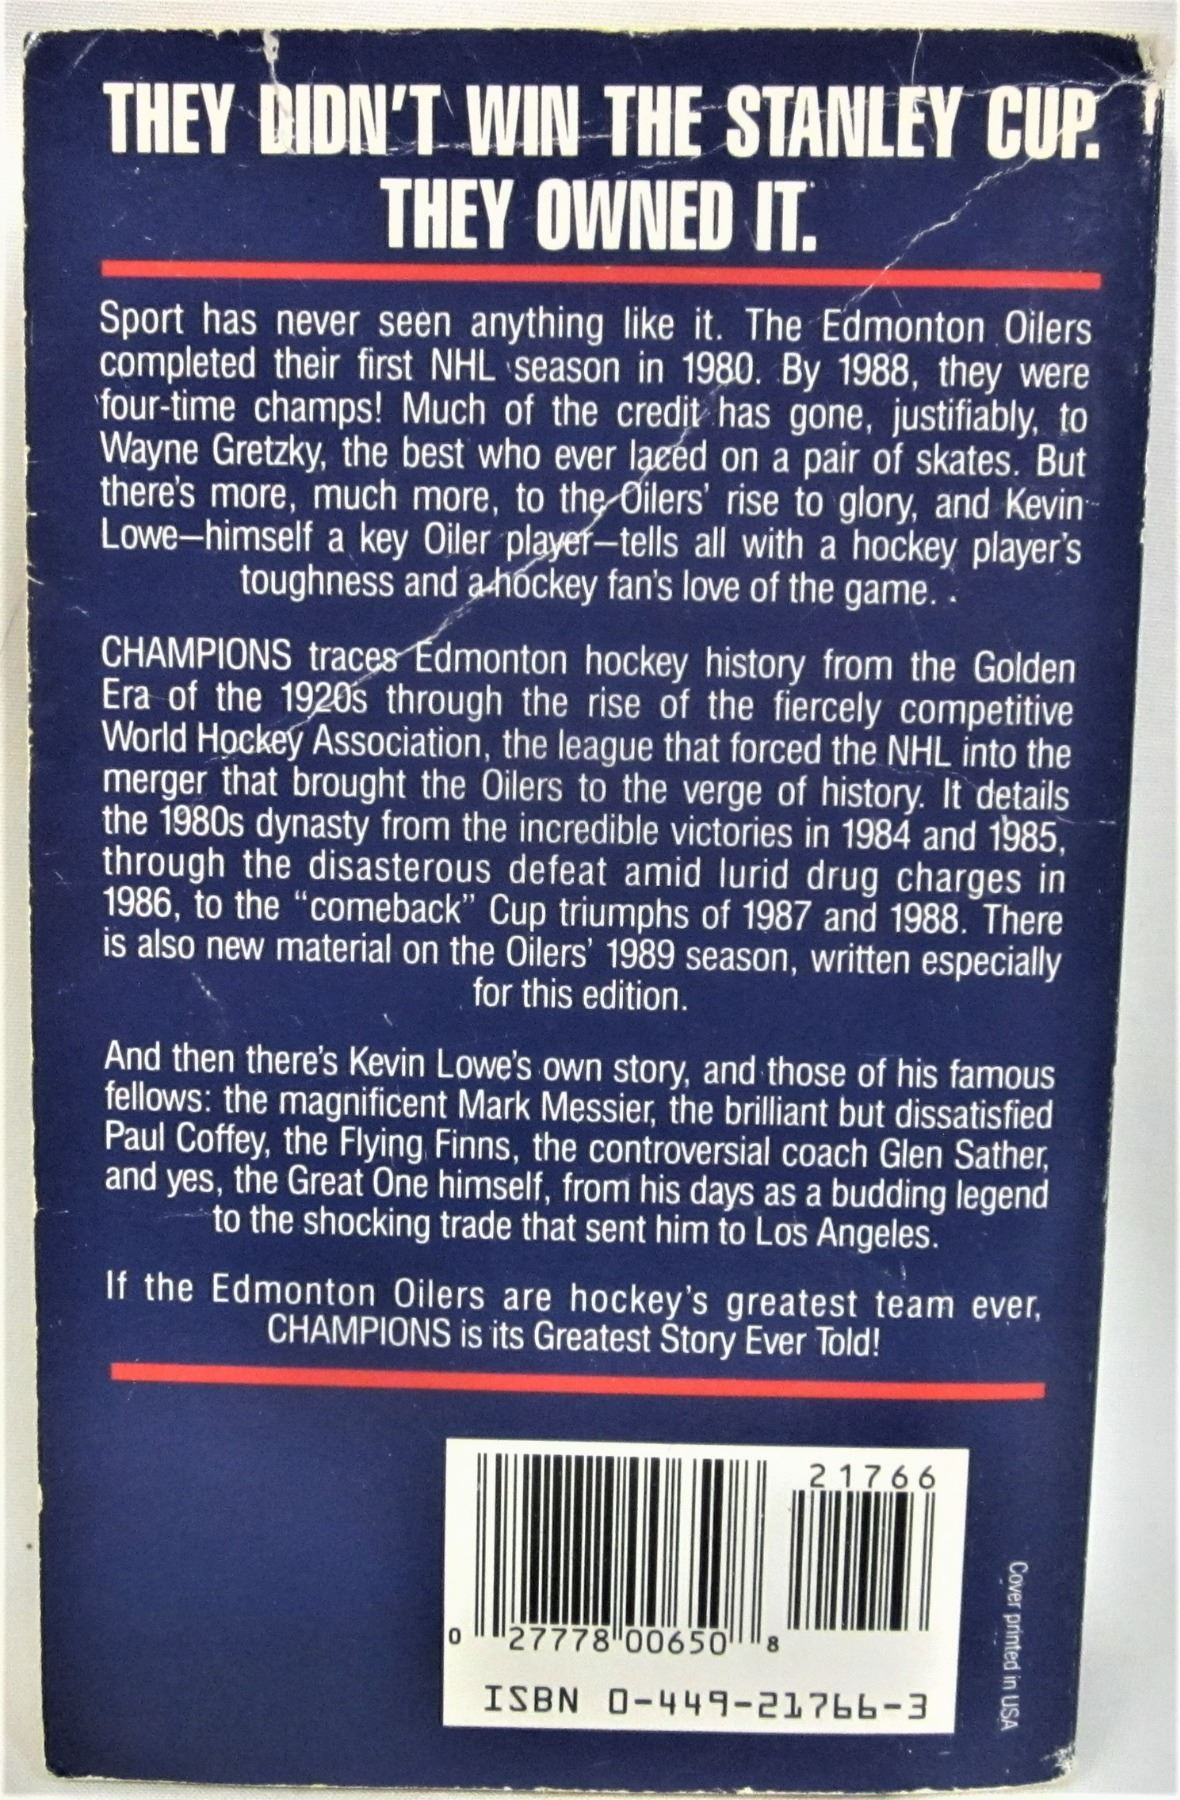 THEY DIDN'T WIN THE STANLEY CUP.
THEY OWNED IT.
Sport has never seen anything like it. The Edmonton Oilers
completed their first NHL season in 1980. By 1988, they were
four-time champs! Much of the credit has gone, justifiably, to
Wayne Gretzky, the best who ever laced on a pair of skates. But
there's more, much more, to the Oilers' rise to glory, and Kevin
Lowe—himself a key Oiler player—tells all with a hockey player's
toughness and a hockey fan's love of the game. .
CHAMPIONS traces Edmonton hockey history from the Golden
Era of the 1920s through the rise of the fiercely competitive
World Hockey Association, the league that forced the NHL into the
merger that brought the Oilers to the verge of history. It details
the 1980s dynasty from the incredible victories in 1984 and 1985,
through the disasterous defeat amid lurid drug charges in
1986, to the "comeback" Cup triumphs of 1987 and 1988. There
is also new material on the Oilers' 1989 season, written especially
for this edition.
And then there's Kevin Lowe's own story, and those of his famous
fellows: the magnificent Mark Messier, the brilliant but dissatisfied
Paul Coffey, the Flying Finns, the controversial coach Glen Sather,
and yes, the Great One himself, from his days as a budding legend
to the shocking trade that sent him to Los Angeles.
If the Edmonton Oilers are hockey's greatest team ever,
CHAMPIONS is its Greatest Story Ever Told!
21766
0 27778 00650 8
ISBN 0-449-21766-3
Cover printed in USA